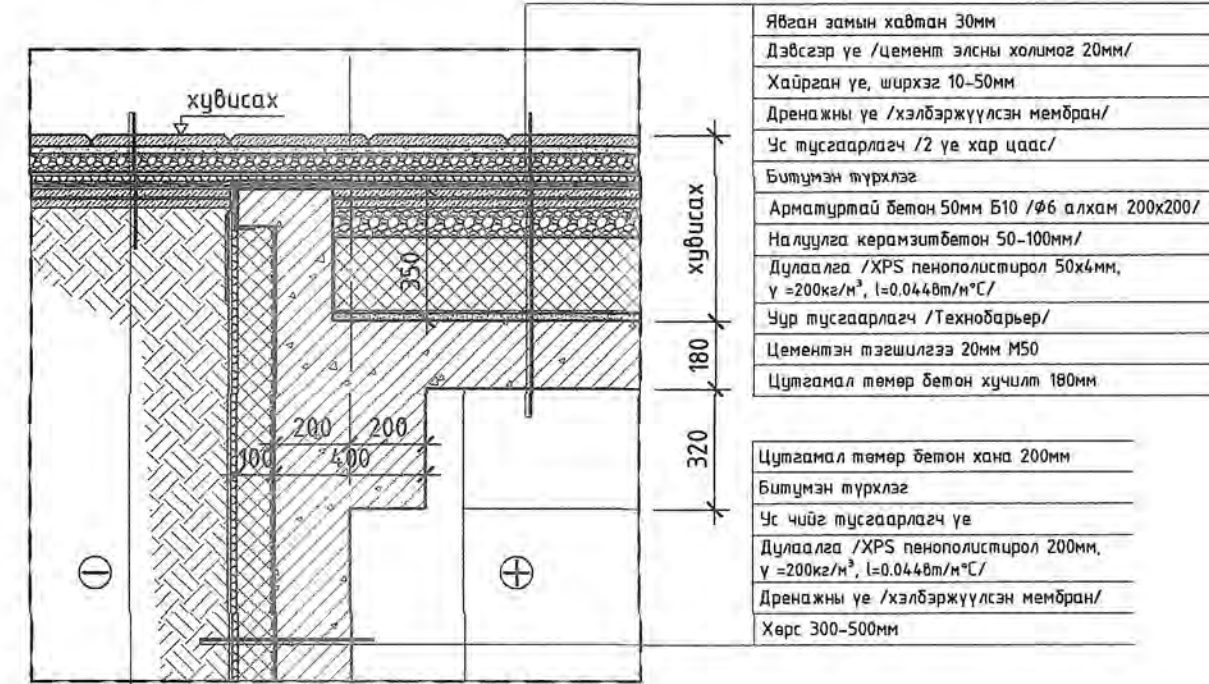 Явган замын хавтан 30мм
Дэвсгэр үе /цемент элсны холимог 20мм/
Хайрган үе, ширхэг 10-50мм
Дренажны үе /хэлбэржүүлсэн мембран/
Ус тусгаарлагч /2 үе хар цаас/
Битумэн түрхлэг
Арматуртай бетон 50мм Б10 /Ø6 алхам 200х200/
Налуулга керамзитбетон 50-100мм/
Дулаалга /XPS пенополистирол 50х4мм,
γ =200кг/м³, l=0.044вт/м°С/
Уур тусгаарлагч /Технобарьер/
Цементэн тэгшилгээ 20мм М50
Цутгамал төмөр бетон хучилт 180мм
хувисах
хувисах
350
180
320
200
200
100
400
Цутгамал төмөр бетон хана 200мм
Битумэн түрхлэг
Ус чийг тусгаарлагч үе
Дулаалга /XPS пенополистирол 200мм,
γ =200кг/м³, l=0.044вт/м°С/
Дренажны үе /хэлбэржүүлсэн мембран/
Хөрс 300-500мм